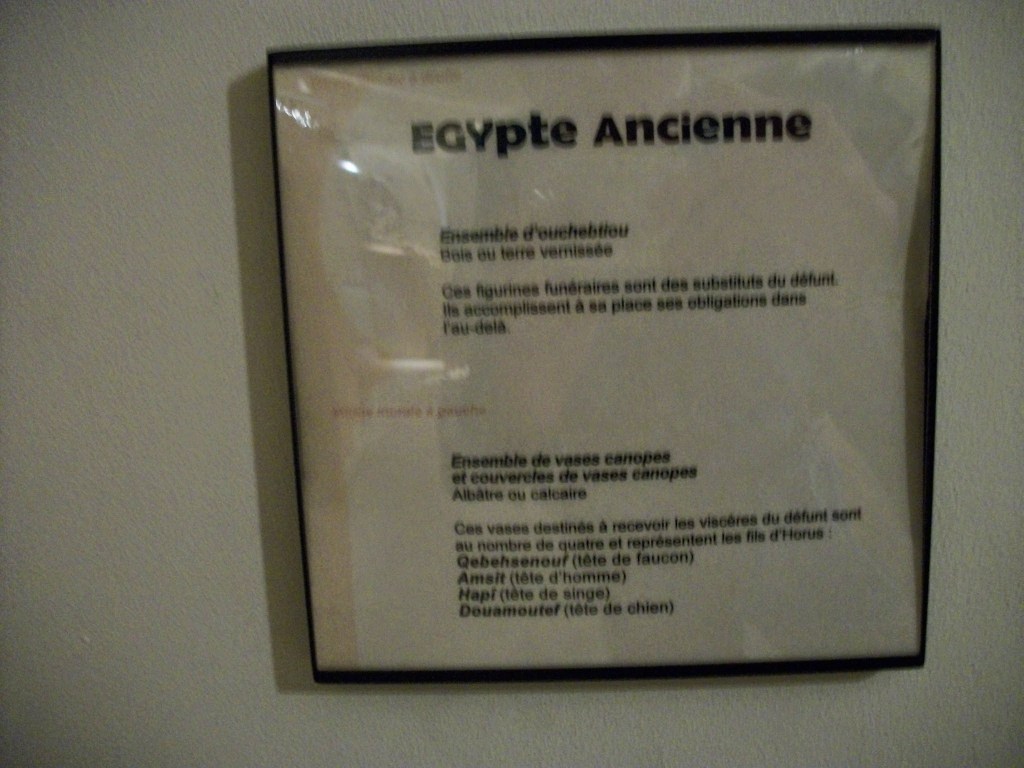 à droite
EGYpte Ancienne
Ensemble d'ouchebtiou
Bois ou terre vernissée
Ces figurines funéraires sont des substituts du défunt.
Ils accomplissent à sa place ses obligations dans
l'au-delà.
murale à gauche
Ensemble de vases canopes
et couvercles de vases canopes
Albâtre ou calcaire
Ces vases destinés à recevoir les viscères du défunt sont
au nombre de quatre et représentent les fils d'Horus :
Qebehsenouf (tête de faucon)
Amsit (tête d'homme)
Hapi (tête de singe)
Douamoutef (tête de chien)